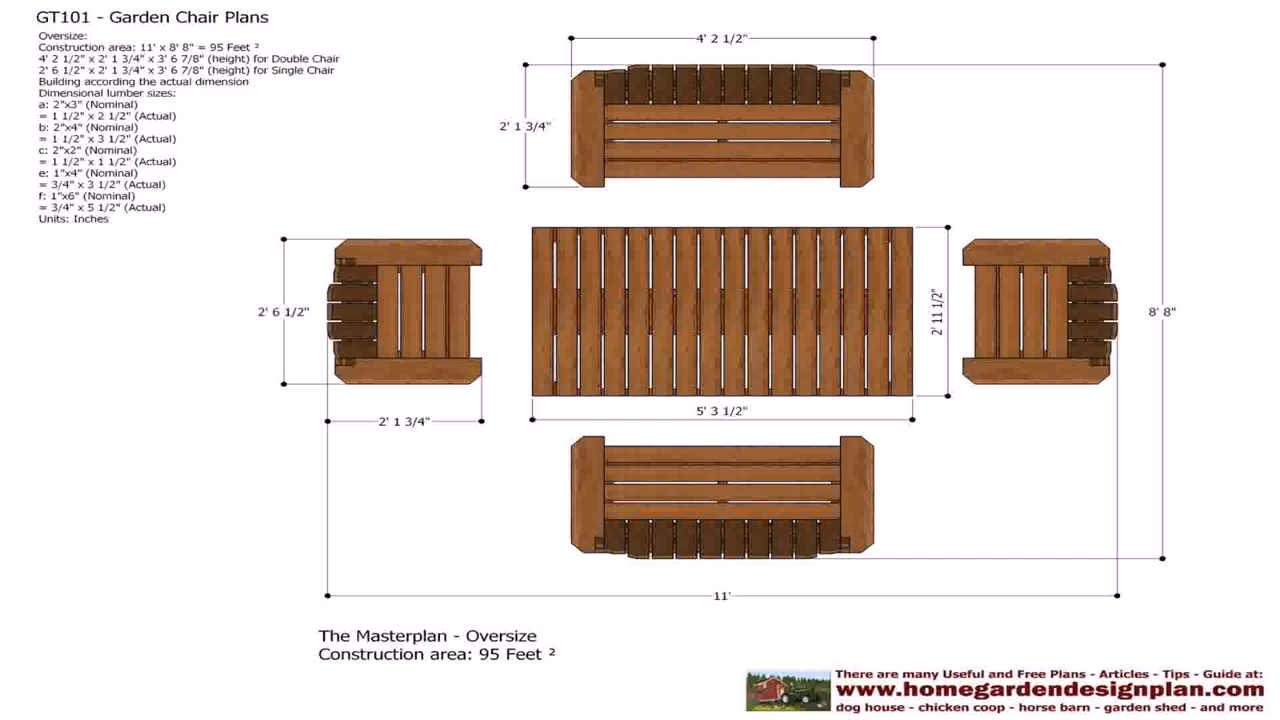 GT101 - Garden Chair Plans
Oversize:
Construction area: 11' x 8' 8" = 95 Feet ²
4' 2 1/2" x 2' 1 3/4" x 3' 6 7/8" (height) for Double Chair
2' 6 1/2" x 2' 1 3/4" x 3' 6 7/8" (height) for Single Chair
Building according the actual dimension
Dimensional lumber sizes:
a: 2"x3" (Nominal)
= 1 1/2" x 2 1/2" (Actual)
b: 2"x4" (Nominal)
= 1 1/2" x 3 1/2" (Actual)
c: 2"x2" (Nominal)
= 1 1/2" x 1 1/2" (Actual)
e: 1"x4" (Nominal)
= 3/4" x 3 1/2" (Actual)
f: 1"x6" (Nominal)
= 3/4" x 5 1/2" (Actual)
Units: Inches
4' 2 1/2"
2' 1 3/4"
2' 6 1/2"
2' 11 1/2"
8' 8"
5' 3 1/2"
2' 1 3/4"
11'
The Masterplan - Oversize
Construction area: 95 Feet ²
There are many Useful and Free Plans - Articles - Tips - Guide at:
www.homegardendesignplan.com
dog house - chicken coop - horse barn - garden shed - and more